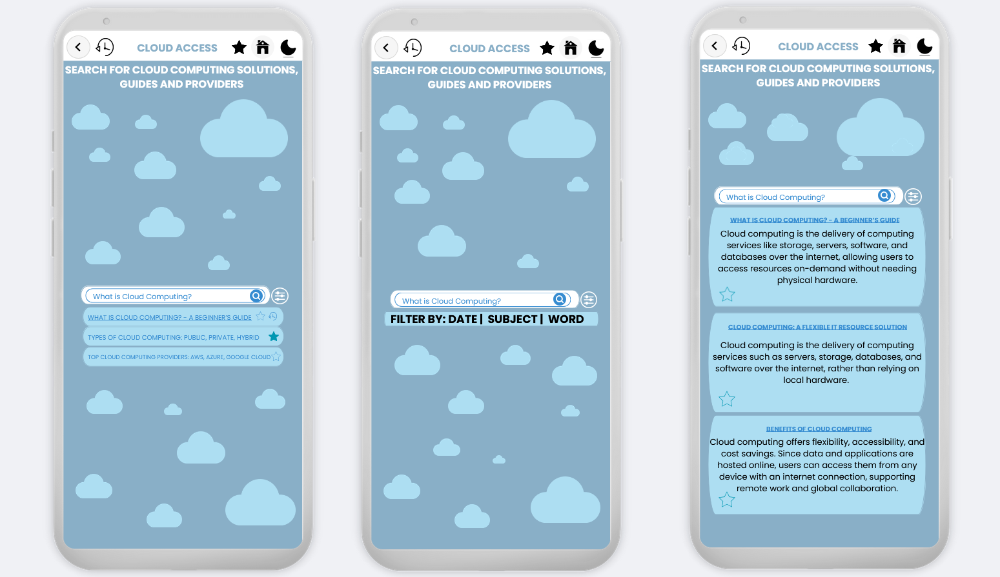 CLOUD ACCESS
SEARCH FOR CLOUD COMPUTING SOLUTIONS,
GUIDES AND PROVIDERS
What is Cloud Computing?
WHAT IS CLOUD COMPUTING? - A BEGINNER'S GUIDE
TYPES OF CLOUD COMPUTING: PUBLIC, PRIVATE, HYBRID
TOP CLOUD COMPUTING PROVIDERS: AWS, AZURE, GOOGLE CLOUD
CLOUD ACCESS
SEARCH FOR CLOUD COMPUTING SOLUTIONS,
GUIDES AND PROVIDERS
What is Cloud Computing?
FILTER BY: DATE | SUBJECT | WORD
CLOUD ACCESS
SEARCH FOR CLOUD COMPUTING SOLUTIONS,
GUIDES AND PROVIDERS
What is Cloud Computing?
WHAT IS CLOUD COMPUTING? - A BEGINNER'S GUIDE
Cloud computing is the delivery of computing
services like storage, servers, software, and
databases over the internet, allowing users to
access resources on-demand without needing
physical hardware.
CLOUD COMPUTING: A FLEXIBLE IT RESOURCE SOLUTION
Cloud computing is the delivery of computing
services such as servers, storage, databases, and
software over the internet, rather than relying on
local hardware.
BENEFITS OF CLOUD COMPUTING
Cloud computing offers flexibility, accessibility, and
cost savings. Since data and applications are
hosted online, users can access them from any
device with an internet connection, supporting
remote work and global collaboration.